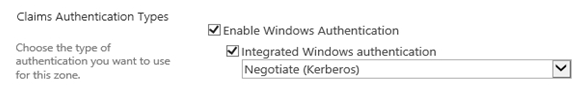 Claims Authentication Types
Choose the type of
authentication you want to use
for this zone.
Enable Windows Authentication
Integrated Windows authentication
Negotiate (Kerberos)